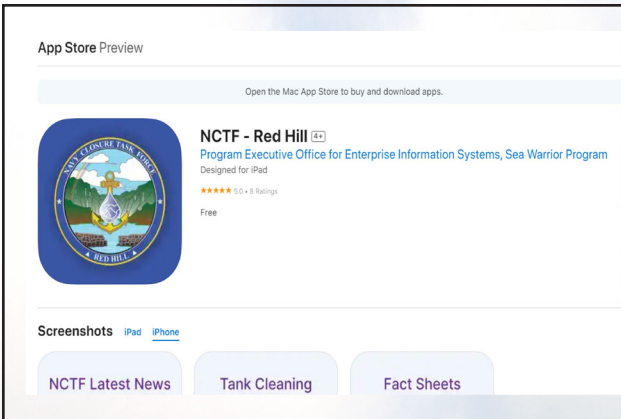 App Store Preview
Open the Mac App Store to buy and download apps.
NAVY CLOSURE TASK FORCE
RED HILL
NCTF - Red Hill 4+
Program Executive Office for Enterprise Information Systems, Sea Warrior Program
Designed for iPad
★★★★★ 5.0 • 8 Ratings
Free
Screenshots iPad iPhone
NCTF Latest News Tank Cleaning Fact Sheets